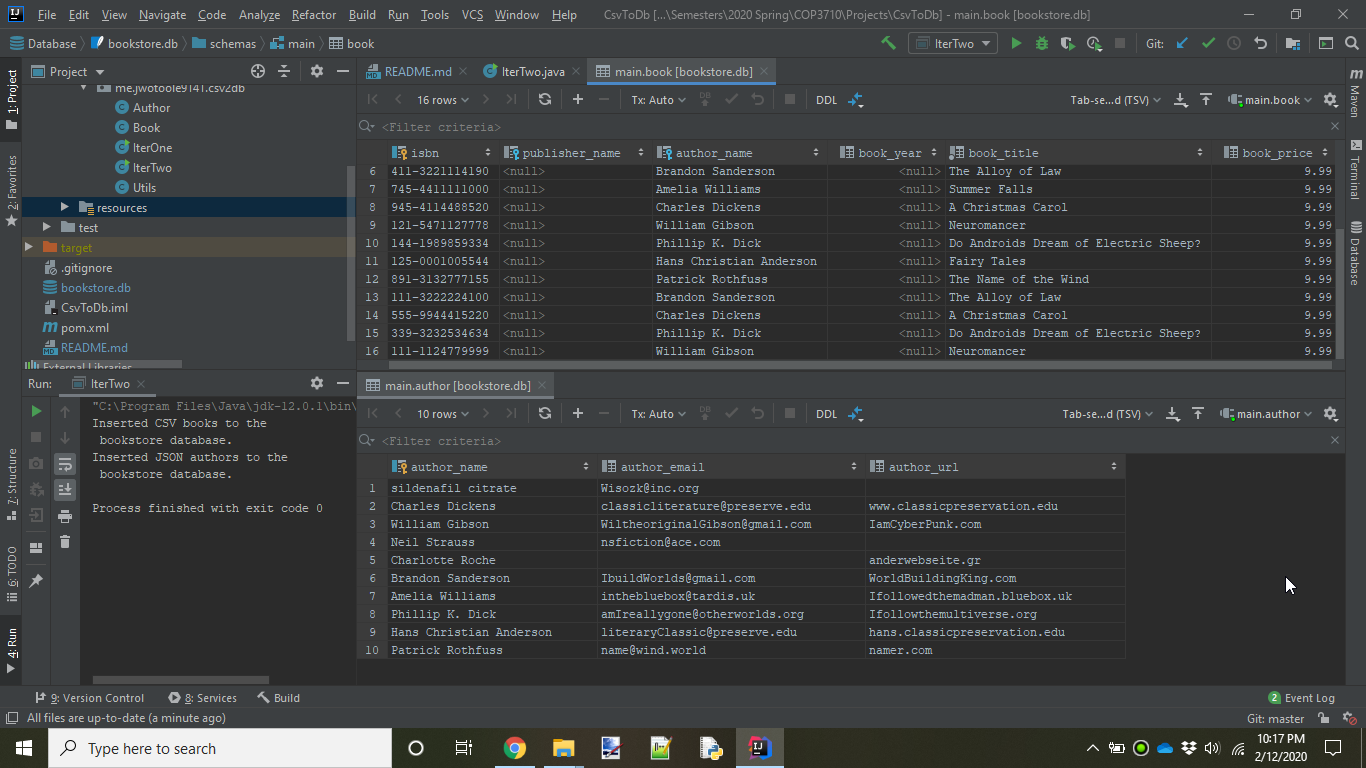 File Edit View Navigate Code Analyze Refactor Build Run Tools VCS Window Help CsvToDb [...\Semesters\2020 Spring\COP3710\Projects\CsvToDb] - main.book [bookstore.db]
Database bookstore.db schemas main book IterTwo Git:
1: Project
2: Favorites
7: Structure
6: TODO
4: Run
Project
me.jwotoole9141.csv2db
Author
Book
IterOne
IterTwo
Utils
resources
test
target
.gitignore
bookstore.db
CsvToDb.iml
pom.xml
README.md
External Libraries
README.md IterTwo.java main.book [bookstore.db]
16 rows Tx: Auto DB DDL Tab-se...d (TSV) main.book
<Filter criteria>
isbn publisher_name author_name book_year book_title book_price
6 411-3221114190 <null> Brandon Sanderson <null> The Alloy of Law 9.99
7 745-4411111000 <null> Amelia Williams <null> Summer Falls 9.99
8 945-4114488520 <null> Charles Dickens <null> A Christmas Carol 9.99
9 121-5471127778 <null> William Gibson <null> Neuromancer 9.99
10 144-1989859334 <null> Phillip K. Dick <null> Do Androids Dream of Electric Sheep? 9.99
11 125-0001005544 <null> Hans Christian Anderson <null> Fairy Tales 9.99
12 891-3132777155 <null> Patrick Rothfuss <null> The Name of the Wind 9.99
13 111-3222224100 <null> Brandon Sanderson <null> The Alloy of Law 9.99
14 555-9944415220 <null> Charles Dickens <null> A Christmas Carol 9.99
15 339-3232534634 <null> Phillip K. Dick <null> Do Androids Dream of Electric Sheep? 9.99
16 111-1124779999 <null> William Gibson <null> Neuromancer 9.99
Maven
Terminal
Database
Run: IterTwo
"C:\Program Files\Java\jdk-12.0.1\bin\
Inserted CSV books to the
bookstore database.
Inserted JSON authors to the
bookstore database.
Process finished with exit code 0
main.author [bookstore.db]
10 rows Tx: Auto DB DDL Tab-se...d (TSV) main.author
<Filter criteria>
author_name author_email author_url
1 sildenafil citrate Wisozk@inc.org
2 Charles Dickens classicliterature@preserve.edu www.classicpreservation.edu
3 William Gibson WiltheoriginalGibson@gmail.com IamCyberPunk.com
4 Neil Strauss nsfiction@ace.com
5 Charlotte Roche anderwebseite.gr
6 Brandon Sanderson IbuildWorlds@gmail.com WorldBuildingKing.com
7 Amelia Williams inthebluebox@tardis.uk Ifollowedthemadman.bluebox.uk
8 Phillip K. Dick amIreallygone@otherworlds.org Ifollowthemultiverse.org
9 Hans Christian Anderson literaryClassic@preserve.edu hans.classicpreservation.edu
10 Patrick Rothfuss name@wind.world namer.com
9: Version Control 8: Services Build 2 Event Log
All files are up-to-date (a minute ago) Git: master
Type here to search
10:17 PM
2/12/2020